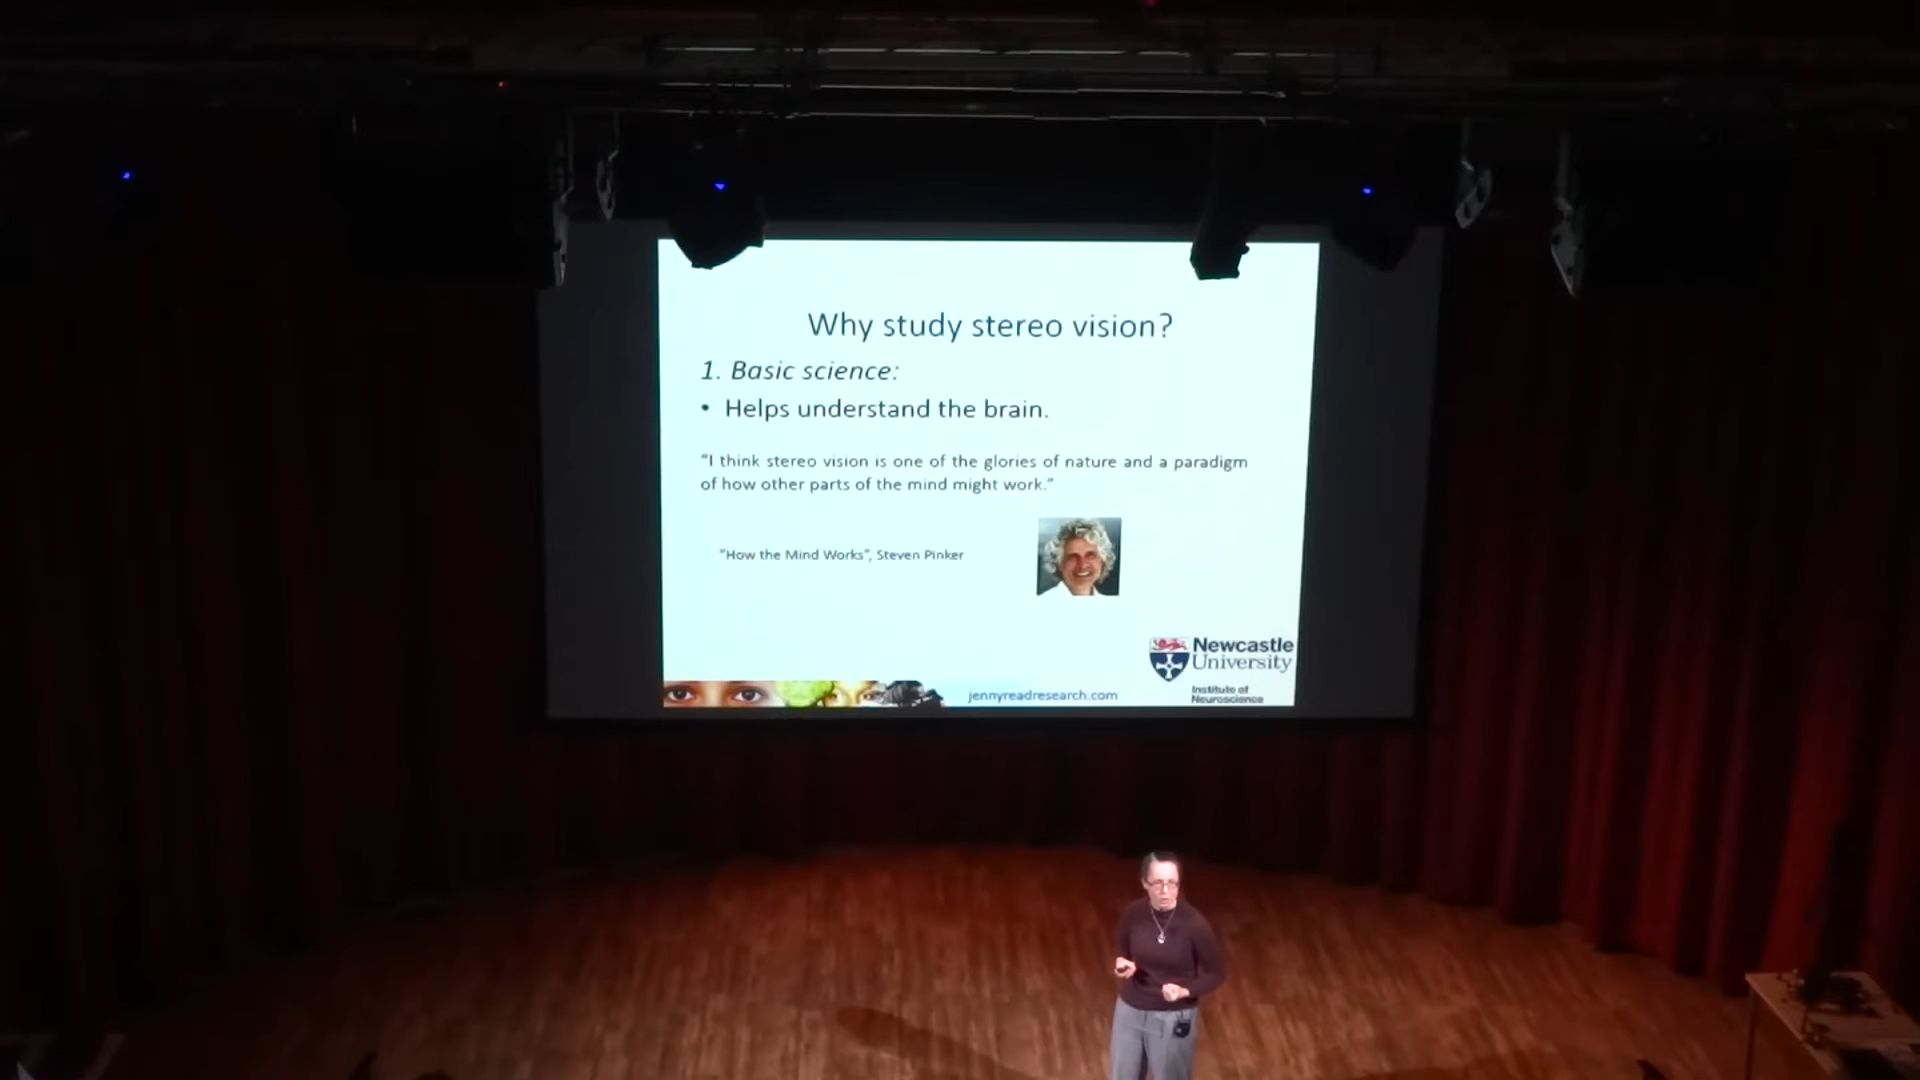 Why study stereo vision?
1. Basic science:
• Helps understand the brain.
“I think stereo vision is one of the glories of nature and a paradigm
of how other parts of the mind might work.”
“How the Mind Works”, Steven Pinker
Newcastle
University
jennyreadresearch.com
Institute of
Neuroscience